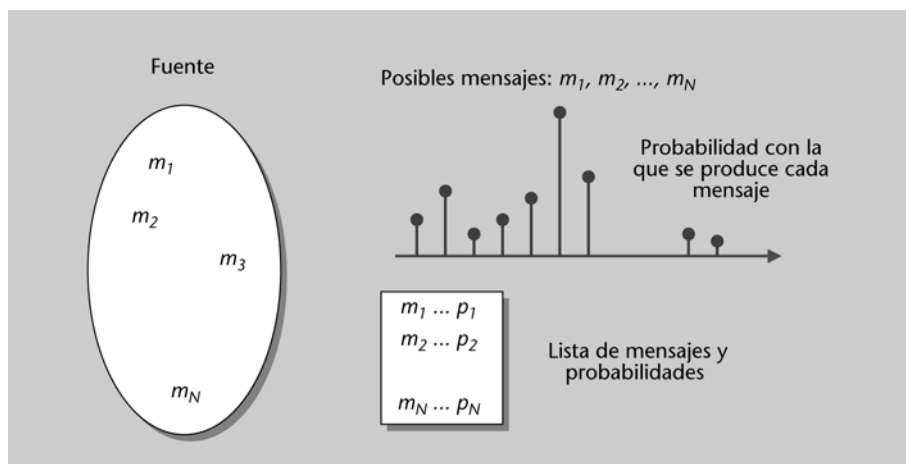 Fuente
m1
m2
m3
mN
Posibles mensajes: m1, m2, ..., mN
Probabilidad con la
que se produce cada
mensaje
m1 ... p1
m2 ... p2
mN ... pN
Lista de mensajes y
probabilidades